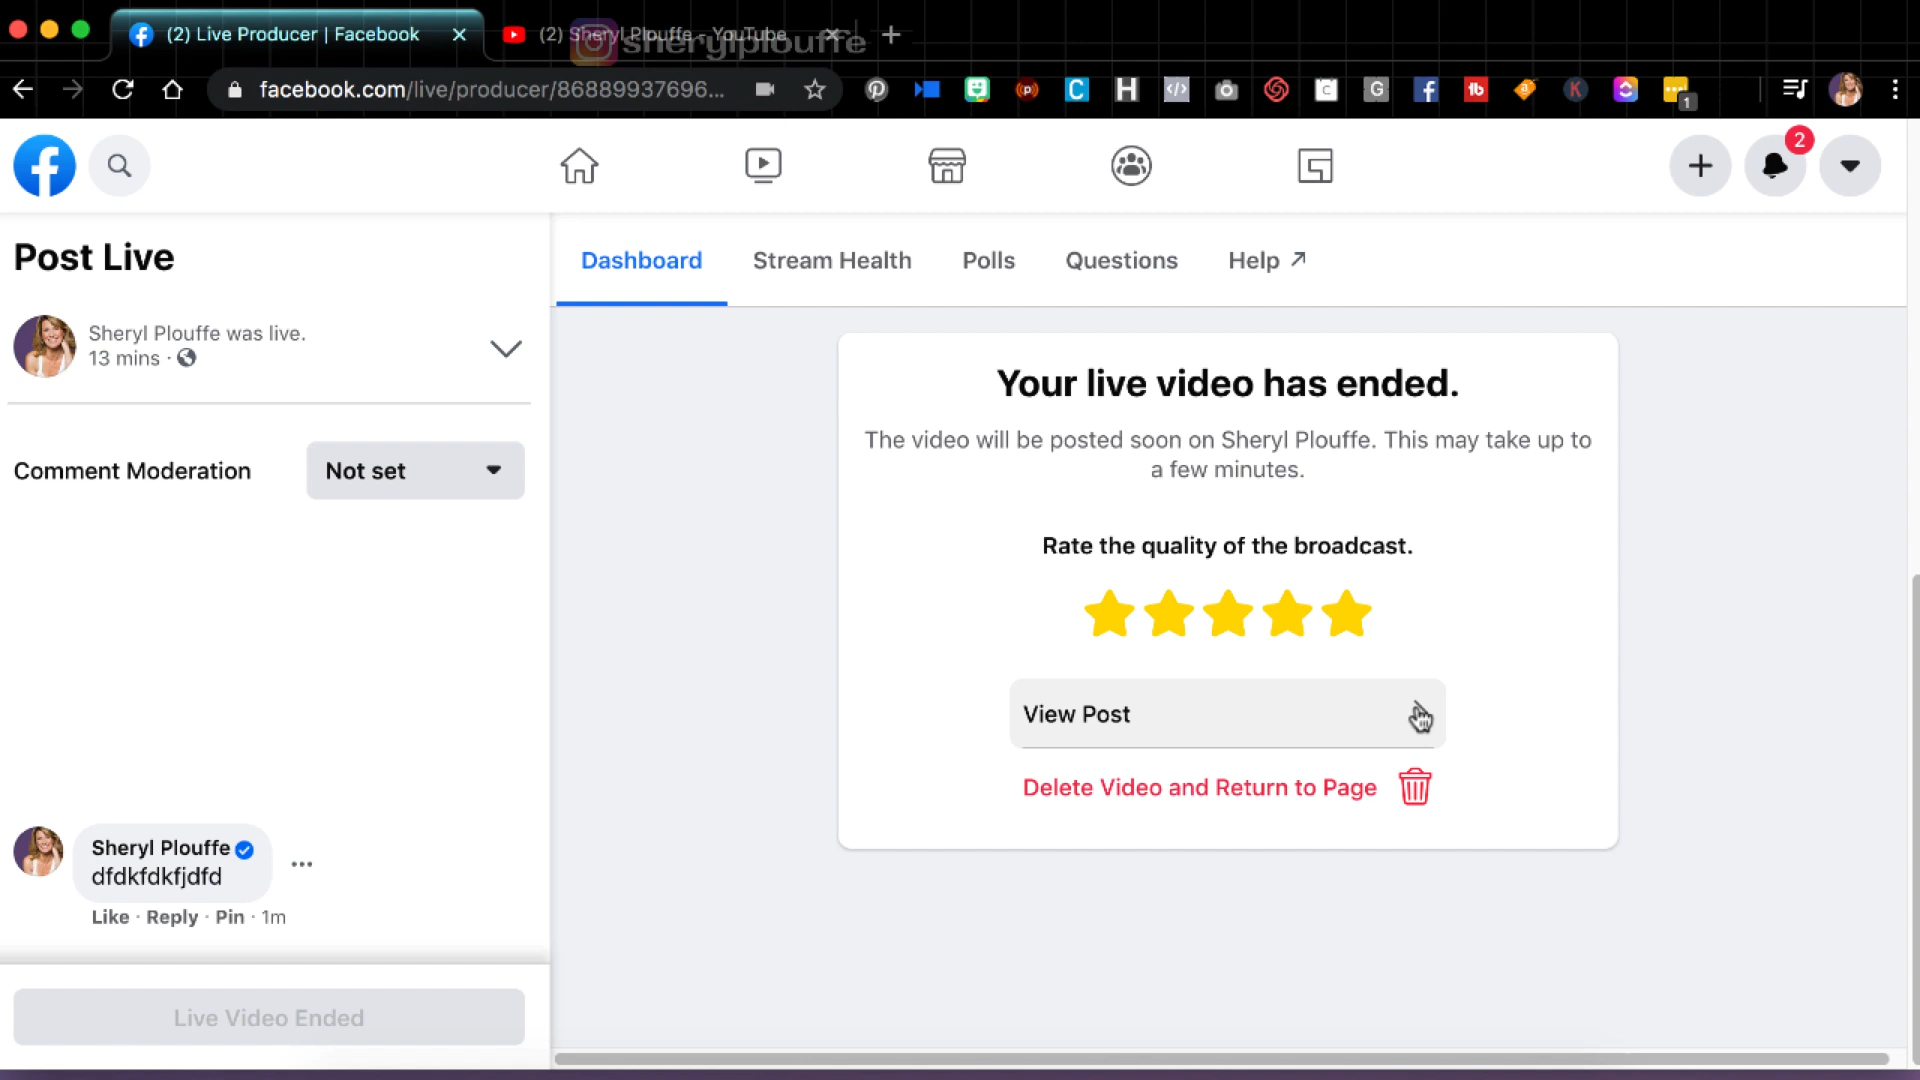 (2) Live Producer | Facebook
(2) Sheryl Plouffe - YouTube
sherylplouffe
facebook.com/live/producer/86889937696...
1
2
Post Live
Sheryl Plouffe was live.
13 mins ·
Comment Moderation
Not set
Dashboard
Stream Health
Polls
Questions
Help
Your live video has ended.
The video will be posted soon on Sheryl Plouffe. This may take up to
a few minutes.
Rate the quality of the broadcast.
View Post
Delete Video and Return to Page
Sheryl Plouffe
dfdkfdkfjdfd
Like · Reply · Pin · 1m
Live Video Ended